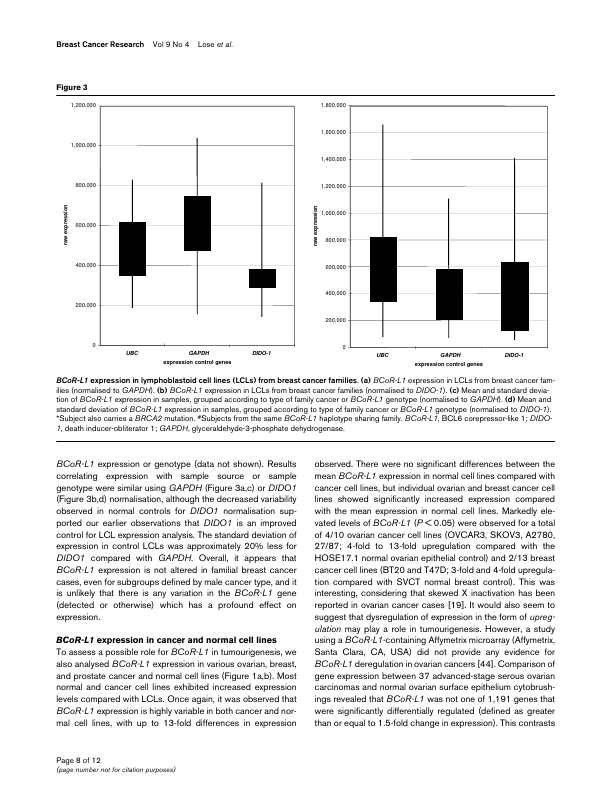 Breast Cancer Research Vol 9 No 4 Lose et al.
Figure 3
1,200,000
1,000,000
800,000
600,000
400,000
200,000
0
raw expression
UBC GAPDH DIDO-1
expression control genes
1,800,000
1,600,000
1,400,000
1,200,000
1,000,000
800,000
600,000
400,000
200,000
0
raw expression
UBC GAPDH DIDO-1
expression control genes
BCoR-L1 expression in lymphoblastoid cell lines (LCLs) from breast cancer families. (a) BCoR-L1 expression in LCLs from breast cancer fam-
ilies (normalised to GAPDH). (b) BCoR-L1 expression in LCLs from breast cancer families (normalised to DIDO-1). (c) Mean and standard devia-
tion of BCoR-L1 expression in samples, grouped according to type of family cancer or BCoR-L1 genotype (normalised to GAPDH). (d) Mean and
standard deviation of BCoR-L1 expression in samples, grouped according to type of family cancer or BCoR-L1 genotype (normalised to DIDO-1).
*Subject also carries a BRCA2 mutation. #Subjects from the same BCoR-L1 haplotype sharing family. BCoR-L1, BCL6 corepressor-like 1; DIDO-
1, death inducer-obliterator 1; GAPDH, glyceraldehyde-3-phosphate dehydrogenase.
BCoR-L1 expression or genotype (data not shown). Results
correlating expression with sample source or sample
genotype were similar using GAPDH (Figure 3a,c) or DIDO1
(Figure 3b,d) normalisation, although the decreased variability
observed in normal controls for DIDO1 normalisation sup-
ported our earlier observations that DIDO1 is an improved
control for LCL expression analysis. The standard deviation of
expression in control LCLs was approximately 20% less for
DIDO1 compared with GAPDH. Overall, it appears that
BCoR-L1 expression is not altered in familial breast cancer
cases, even for subgroups defined by male cancer type, and it
is unlikely that there is any variation in the BCoR-L1 gene
(detected or otherwise) which has a profound effect on
expression.
BCoR-L1 expression in cancer and normal cell lines
To assess a possible role for BCoR-L1 in tumourigenesis, we
also analysed BCoR-L1 expression in various ovarian, breast,
and prostate cancer and normal cell lines (Figure 1a,b). Most
normal and cancer cell lines exhibited increased expression
levels compared with LCLs. Once again, it was observed that
BCoR-L1 expression is highly variable in both cancer and nor-
mal cell lines, with up to 13-fold differences in expression
observed. There were no significant differences between the
mean BCoR-L1 expression in normal cell lines compared with
cancer cell lines, but individual ovarian and breast cancer cell
lines showed significantly increased expression compared
with the mean expression in normal cell lines. Markedly ele-
vated levels of BCoR-L1 (P < 0.05) were observed for a total
of 4/10 ovarian cancer cell lines (OVCAR3, SKOV3, A2780,
27/87; 4-fold to 13-fold upregulation compared with the
HOSE17.1 normal ovarian epithelial control) and 2/13 breast
cancer cell lines (BT20 and T47D; 3-fold and 4-fold upregula-
tion compared with SVCT normal breast control). This was
interesting, considering that skewed X inactivation has been
reported in ovarian cancer cases [19]. It would also seem to
suggest that dysregulation of expression in the form of upreg-
ulation may play a role in tumourigenesis. However, a study
using a BCoR-L1-containing Affymetrix microarray (Affymetrix,
Santa Clara, CA, USA) did not provide any evidence for
BCoR-L1 deregulation in ovarian cancers [44]. Comparison of
gene expression between 37 advanced-stage serous ovarian
carcinomas and normal ovarian surface epithelium cytobrush-
ings revealed that BCoR-L1 was not one of 1,191 genes that
were significantly differentially regulated (defined as greater
than or equal to 1.5-fold change in expression). This contrasts
Page 8 of 12
(page number not for citation purposes)